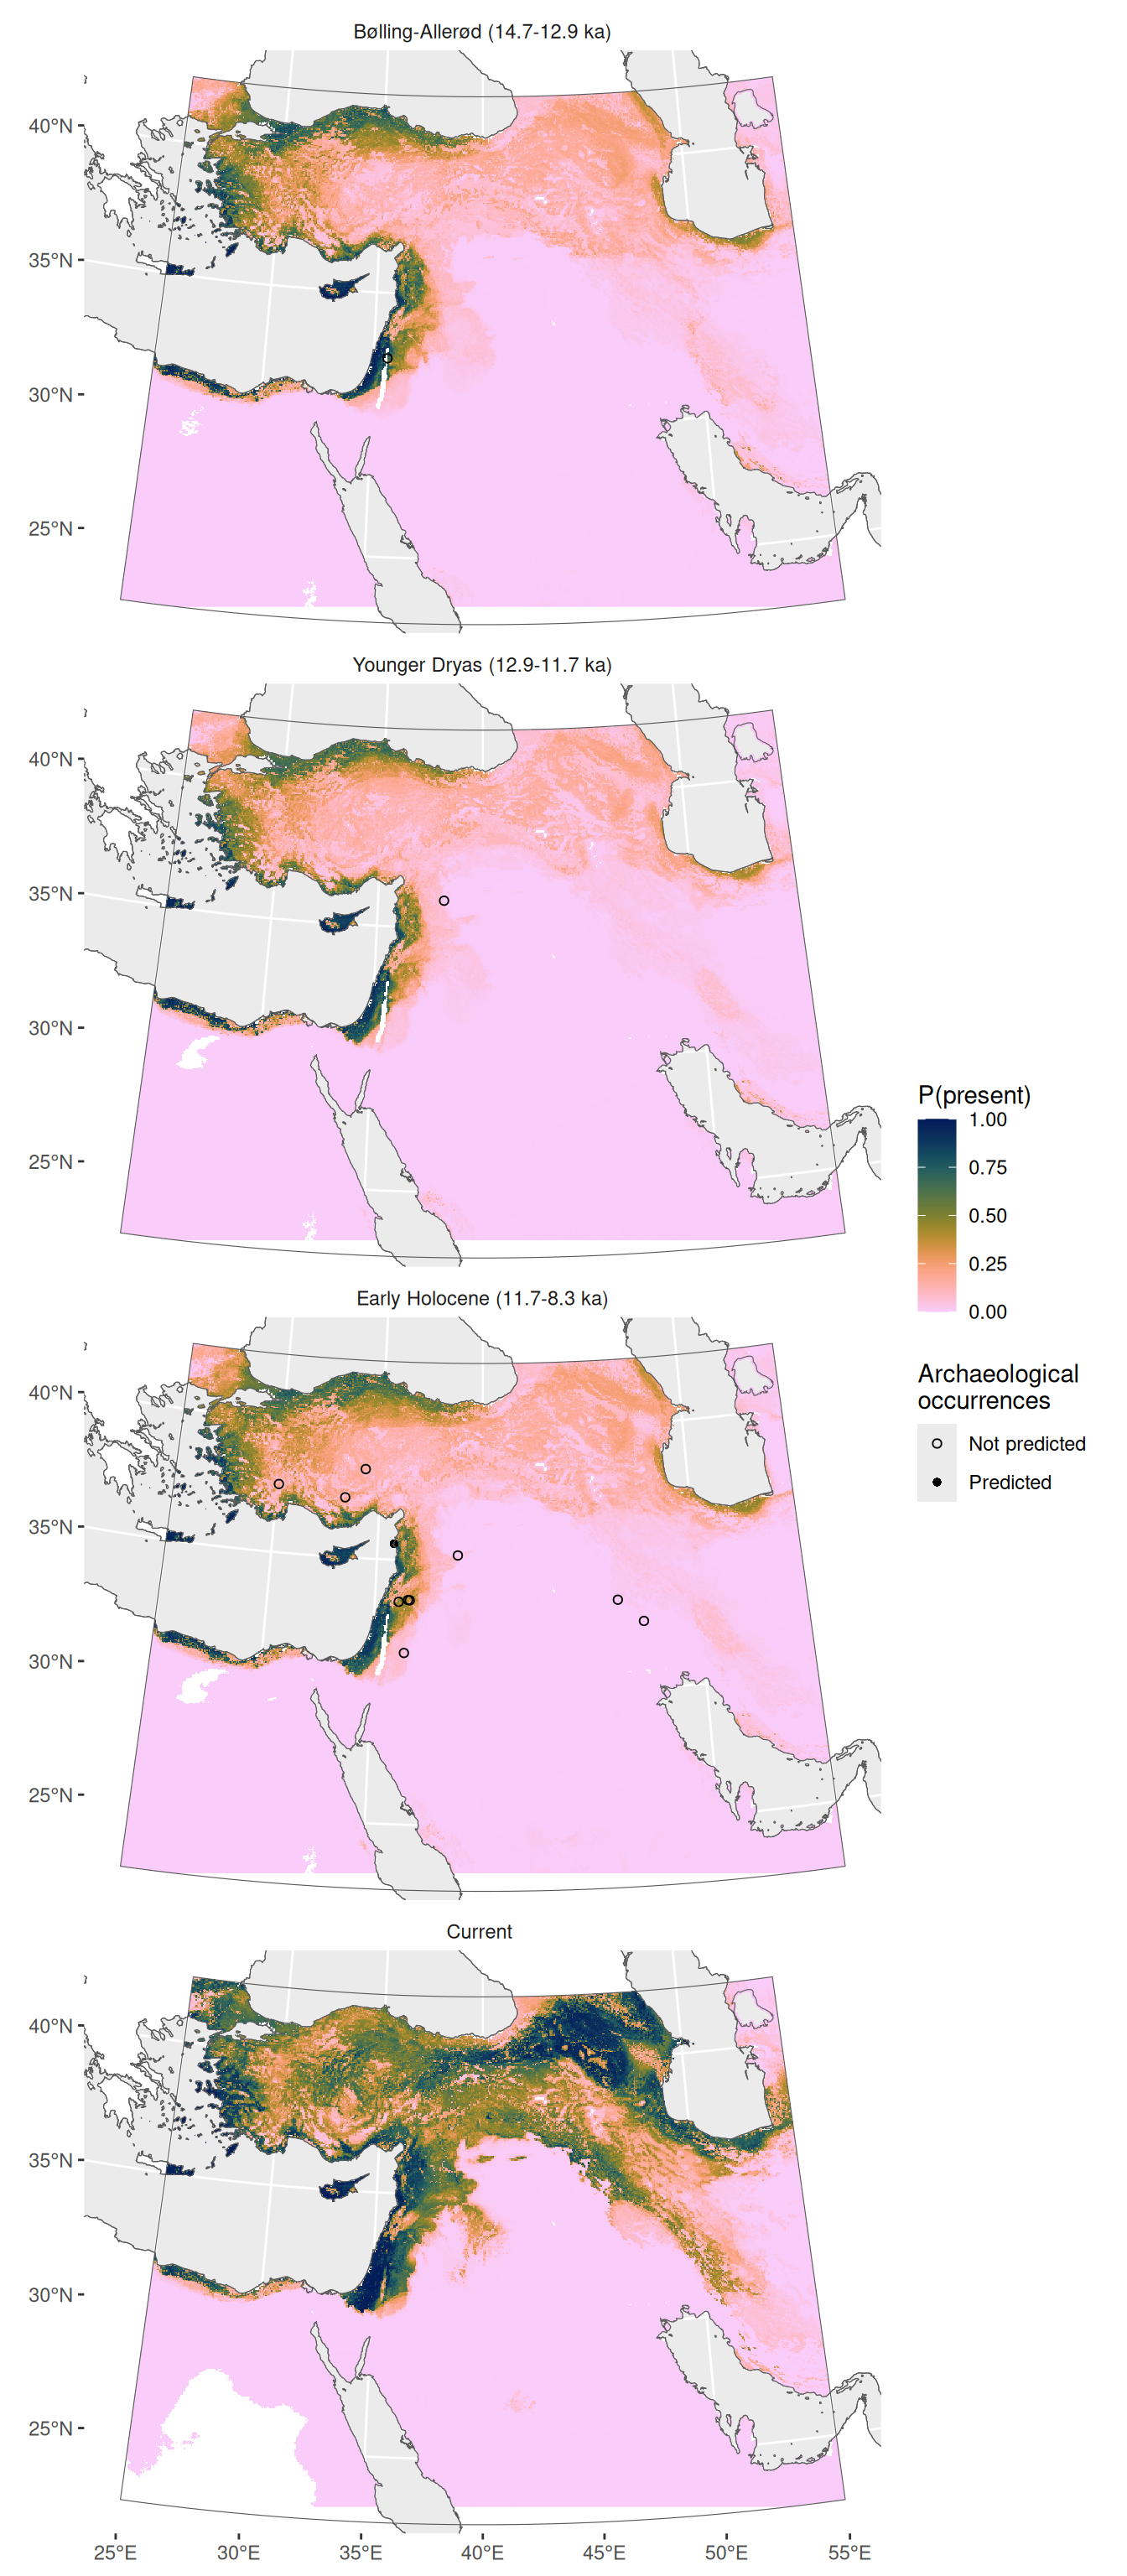 Bølling-Allerød (14.7-12.9 ka)
40°N
35°N
30°N
25°N
Younger Dryas (12.9-11.7 ka)
40°N
35°N
30°N
25°N
P(present)
1.00
0.75
0.50
0.25
0.00
Early Holocene (11.7-8.3 ka)
40°N
35°N
30°N
25°N
Archaeological
occurrences
Not predicted
Predicted
Current
40°N
35°N
30°N
25°N
25°E 30°E 35°E 40°E 45°E 50°E 55°E